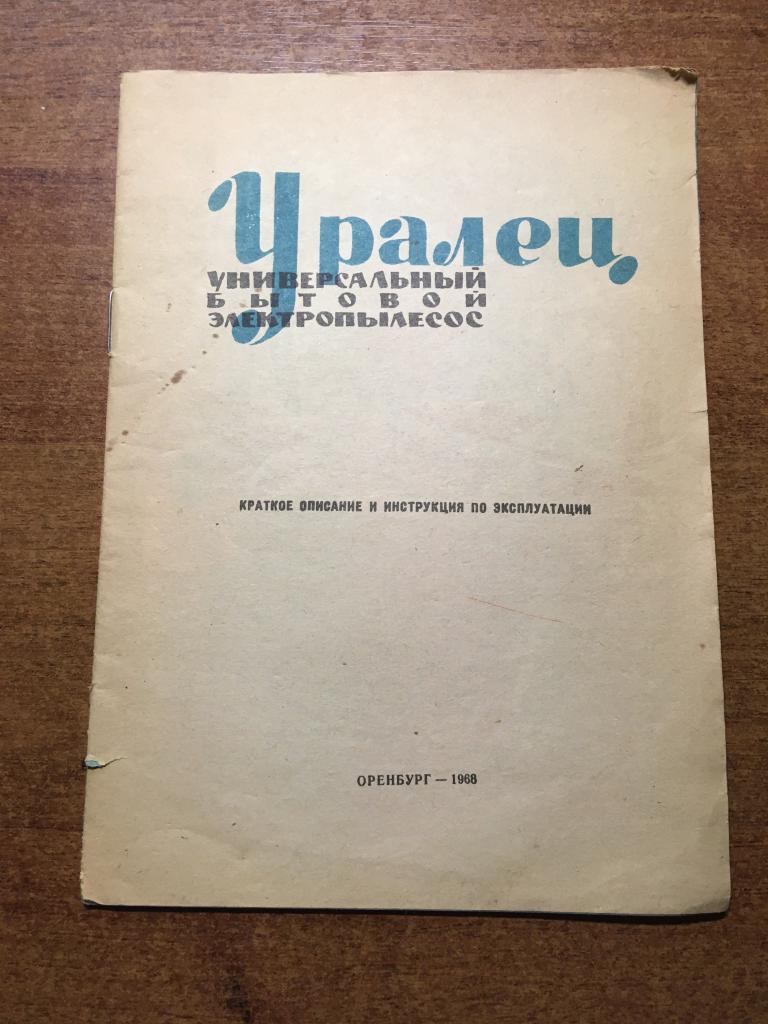 Уралец
УНИВЕРСАЛЬНЫЙ
БЫТОВОЙ
ЭЛЕКТРОПЫЛЕСОС
КРАТКОЕ ОПИСАНИЕ И ИНСТРУКЦИЯ ПО ЭКСПЛУАТАЦИИ
ОРЕНБУРГ — 1968